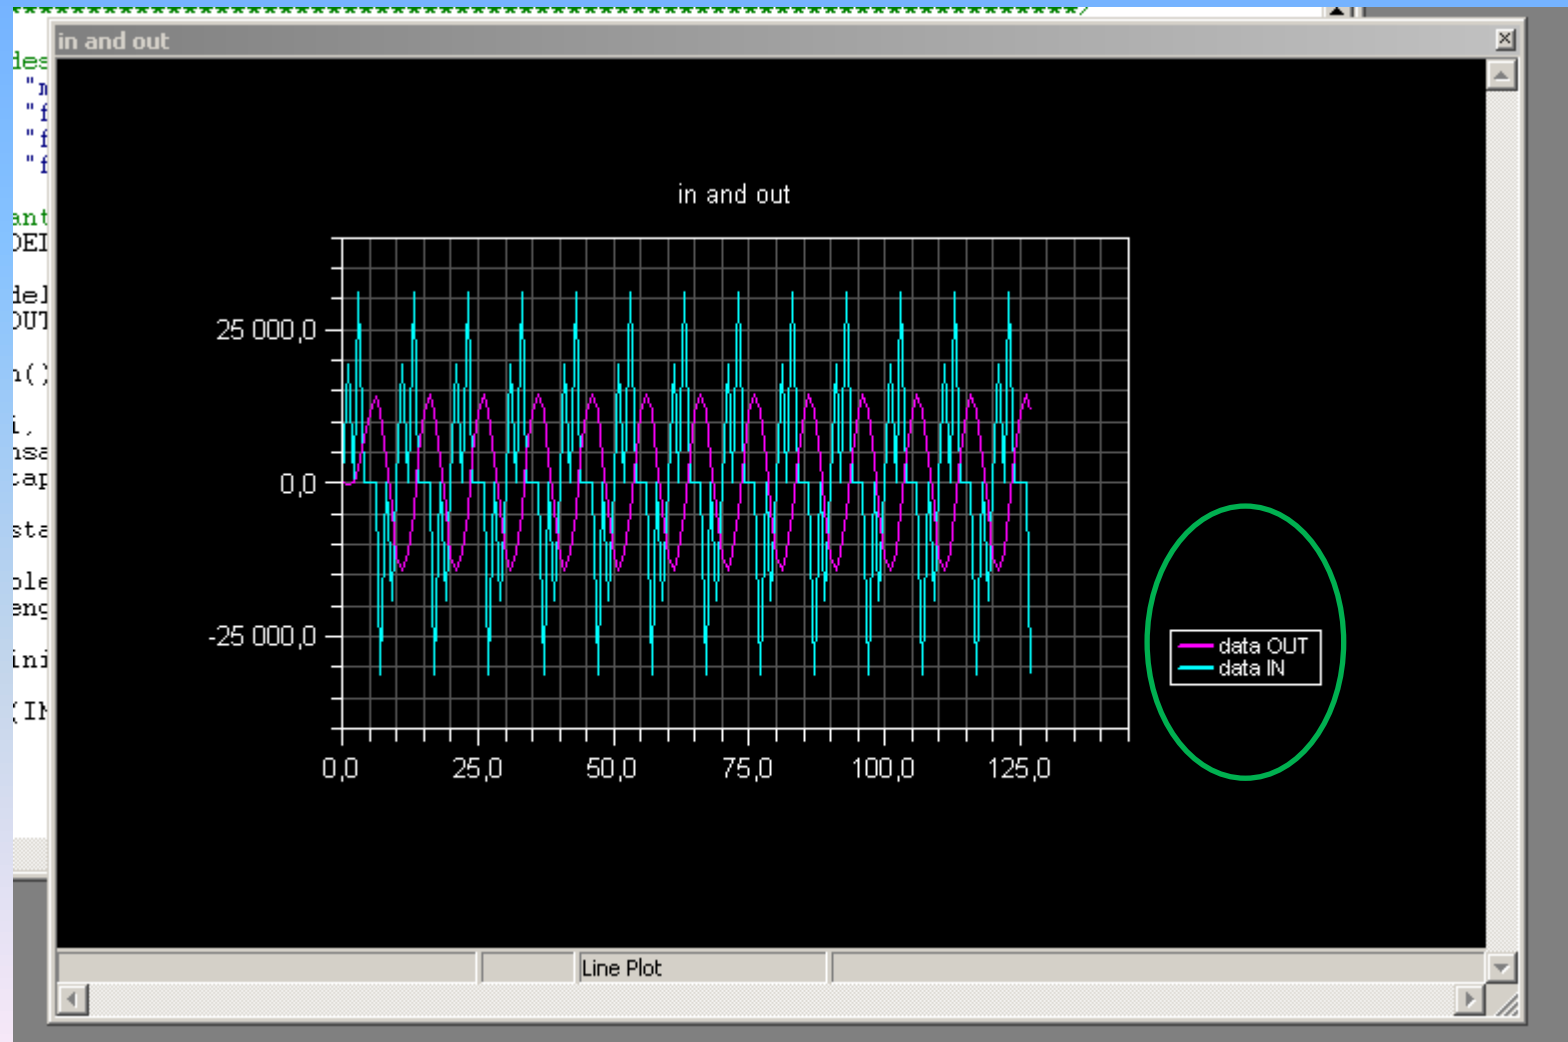 in and out
in and out
25 000,0
0,0
-25 000,0
0,0 25,0 50,0 75,0 100,0 125,0
data OUT
data IN
Line Plot